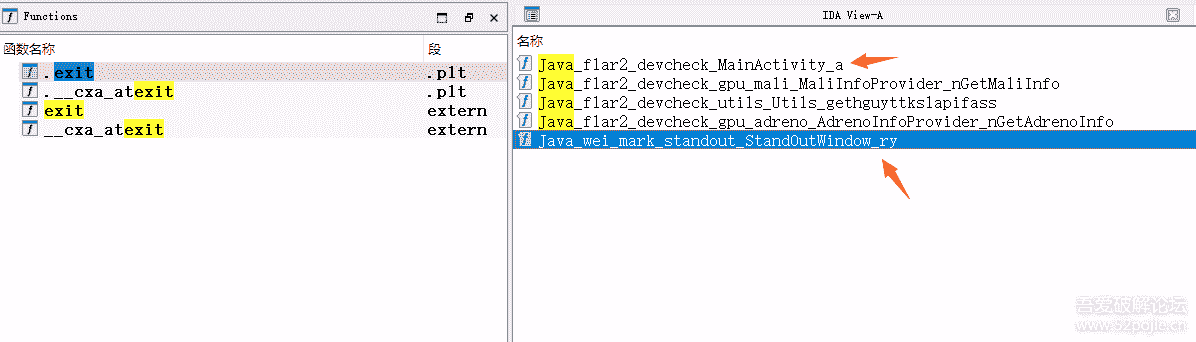 Functions
函数名称
段
.exit
.plt
.__cxa_atexit
.plt
exit
extern
__cxa_atexit
extern
IDA View-A
名称
Java_flar2_devcheck_MainActivity_a
Java_flar2_devcheck_gpu_mali_MaliInfoProvider_nGetMaliInfo
Java_flar2_devcheck_utils_Utils_gethguyttkslapifass
Java_flar2_devcheck_gpu_adreno_AdrenoInfoProvider_nGetAdrenoInfo
Java_wei_mark_standout_StandOutWindow_ry
吾爱破解论坛
www.52pojie.cn